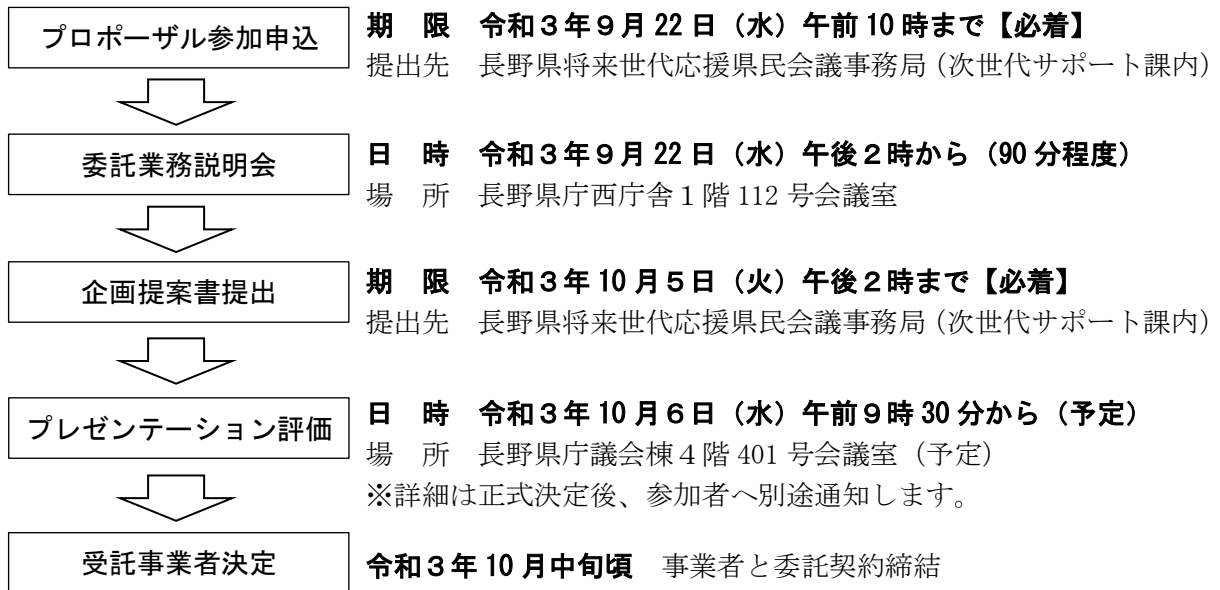 プロポーザル参加申込
期　限　令和３年９月 22 日（水）午前 10 時まで【必着】
提出先　長野県将来世代応援県民会議事務局（次世代サポート課内）
委託業務説明会
日　時　令和３年９月 22 日（水）午後２時から（90 分程度）
場　所　長野県庁西庁舎１階 112 号会議室
企画提案書提出
期　限　令和３年 10 月５日（火）午後２時まで【必着】
提出先　長野県将来世代応援県民会議事務局（次世代サポート課内）
プレゼンテーション評価
日　時　令和３年 10 月６日（水）午前９時 30 分から（予定）
場　所　長野県庁議会棟４階 401 号会議室（予定）
※詳細は正式決定後、参加者へ別途通知します。
受託事業者決定
令和３年 10 月中旬頃　事業者と委託契約締結